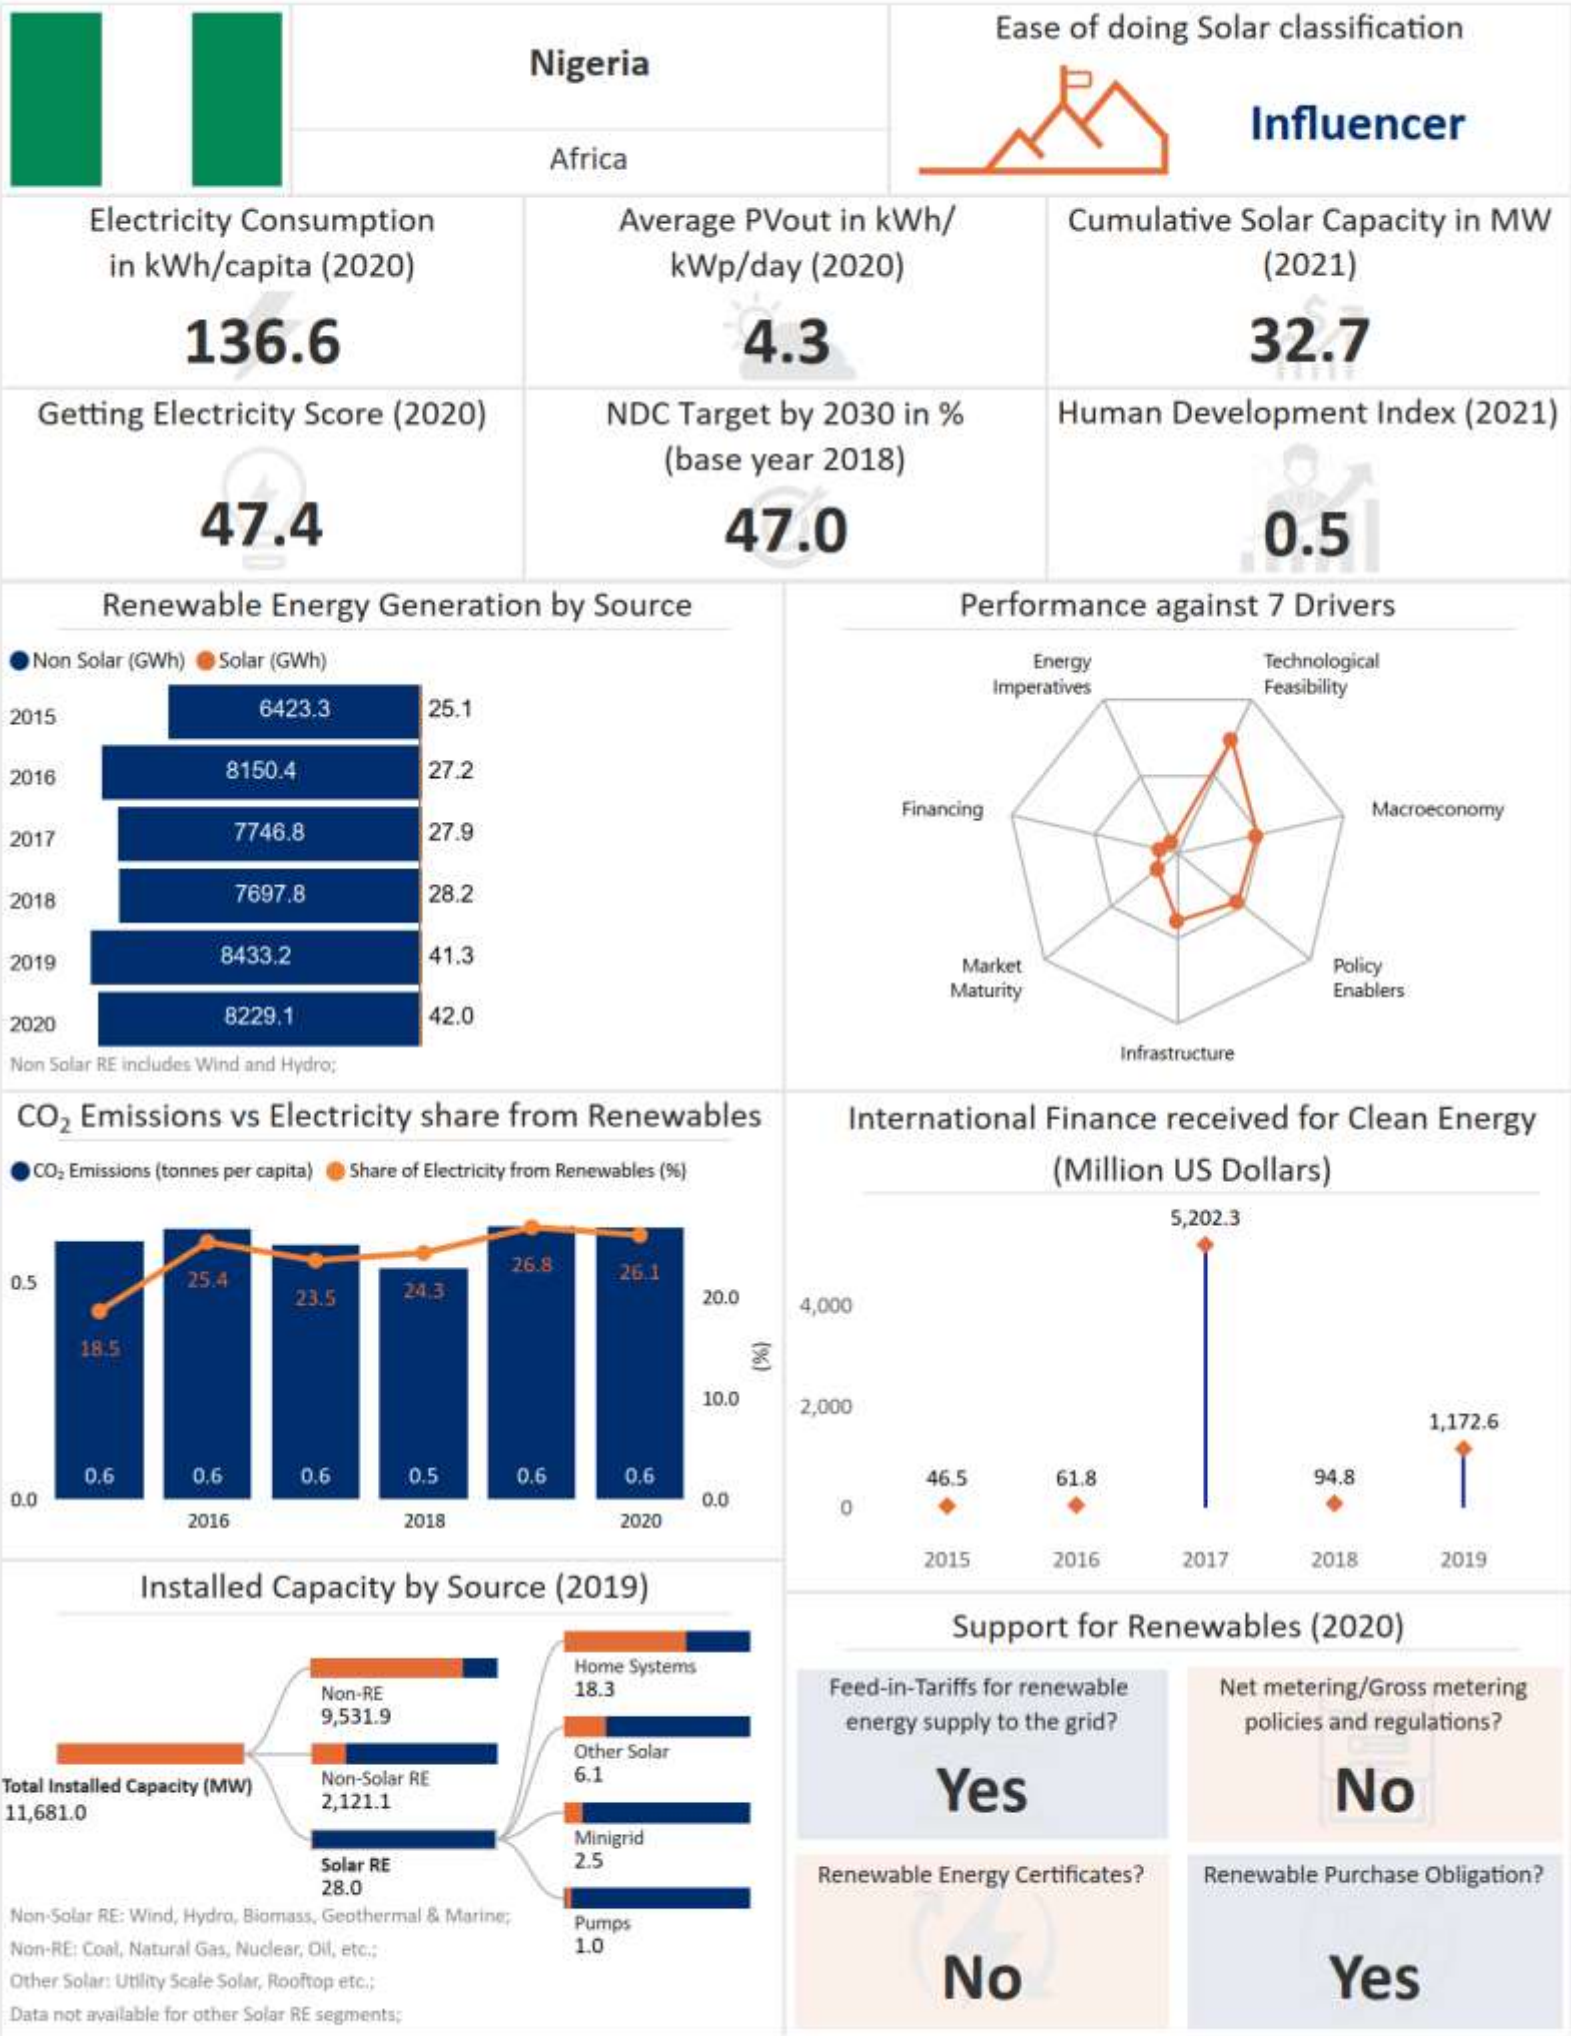 Nigeria
Africa
Ease of doing Solar classification
Influencer
Electricity Consumption
in kWh/capita (2020)
136.6
Average PVout in kWh/
kWp/day (2020)
4.3
Cumulative Solar Capacity in MW
(2021)
32.7
Getting Electricity Score (2020)
47.4
NDC Target by 2030 in %
(base year 2018)
47.0
Human Development Index (2021)
0.5
Renewable Energy Generation by Source
Non Solar (GWh) Solar (GWh)
2015 6423.3 25.1
2016 8150.4 27.2
2017 7746.8 27.9
2018 7697.8 28.2
2019 8433.2 41.3
2020 8229.1 42.0
Non Solar RE includes Wind and Hydro;
Performance against 7 Drivers
Energy
Imperatives
Technological
Feasibility
Financing
Macroeconomy
Market
Maturity
Policy
Enablers
Infrastructure
CO₂ Emissions vs Electricity share from Renewables
CO₂ Emissions (tonnes per capita) Share of Electricity from Renewables (%)
18.5 25.4 23.5 24.3 26.8 26.1
0.5
0.0
20.0
10.0
0.0
(%)
0.6 0.6 0.6 0.5 0.6 0.6
2016 2018 2020
International Finance received for Clean Energy
(Million US Dollars)
5,202.3
4,000
2,000
1,172.6
46.5 61.8 94.8
0
2015 2016 2017 2018 2019
Installed Capacity by Source (2019)
Total Installed Capacity (MW)
11,681.0
Non-RE
9,531.9
Non-Solar RE
2,121.1
Solar RE
28.0
Home Systems
18.3
Other Solar
6.1
Minigrid
2.5
Pumps
1.0
Non-Solar RE: Wind, Hydro, Biomass, Geothermal & Marine;
Non-RE: Coal, Natural Gas, Nuclear, Oil, etc.;
Other Solar: Utility Scale Solar, Rooftop etc.;
Data not available for other Solar RE segments;
Support for Renewables (2020)
Feed-in-Tariffs for renewable
energy supply to the grid?
Yes
Net metering/Gross metering
policies and regulations?
No
Renewable Energy Certificates?
No
Renewable Purchase Obligation?
Yes